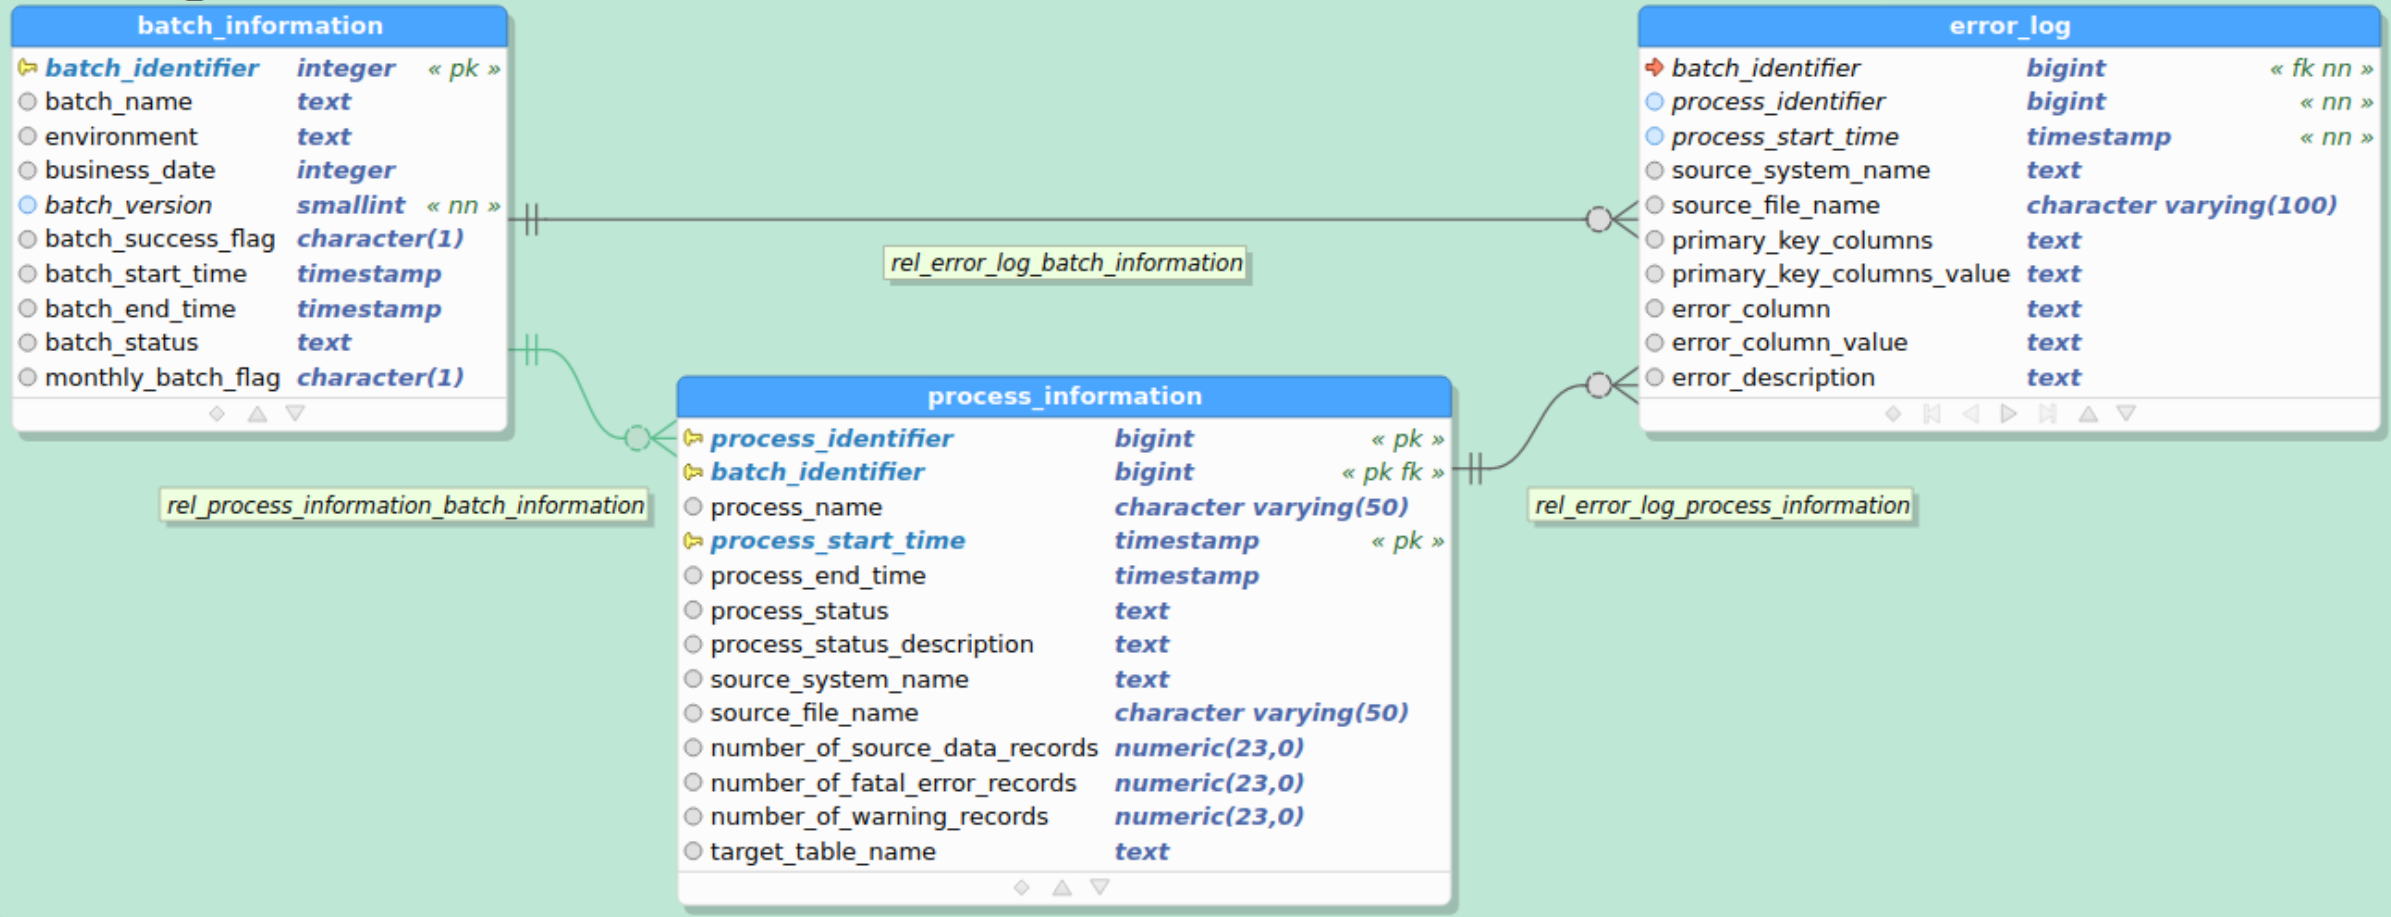 batch_information
batch_identifier integer « pk »
batch_name text
environment text
business_date integer
batch_version smallint « nn »
batch_success_flag character(1)
batch_start_time timestamp
batch_end_time timestamp
batch_status text
monthly_batch_flag character(1)
error_log
batch_identifier bigint « fk nn »
process_identifier bigint « nn »
process_start_time timestamp « nn »
source_system_name text
source_file_name character varying(100)
primary_key_columns text
primary_key_columns_value text
error_column text
error_column_value text
error_description text
rel_error_log_batch_information
process_information
process_identifier bigint « pk »
batch_identifier bigint « pk fk »
process_name character varying(50)
process_start_time timestamp « pk »
process_end_time timestamp
process_status text
process_status_description text
source_system_name text
source_file_name character varying(50)
number_of_source_data_records numeric(23,0)
number_of_fatal_error_records numeric(23,0)
number_of_warning_records numeric(23,0)
target_table_name text
rel_process_information_batch_information
rel_error_log_process_information